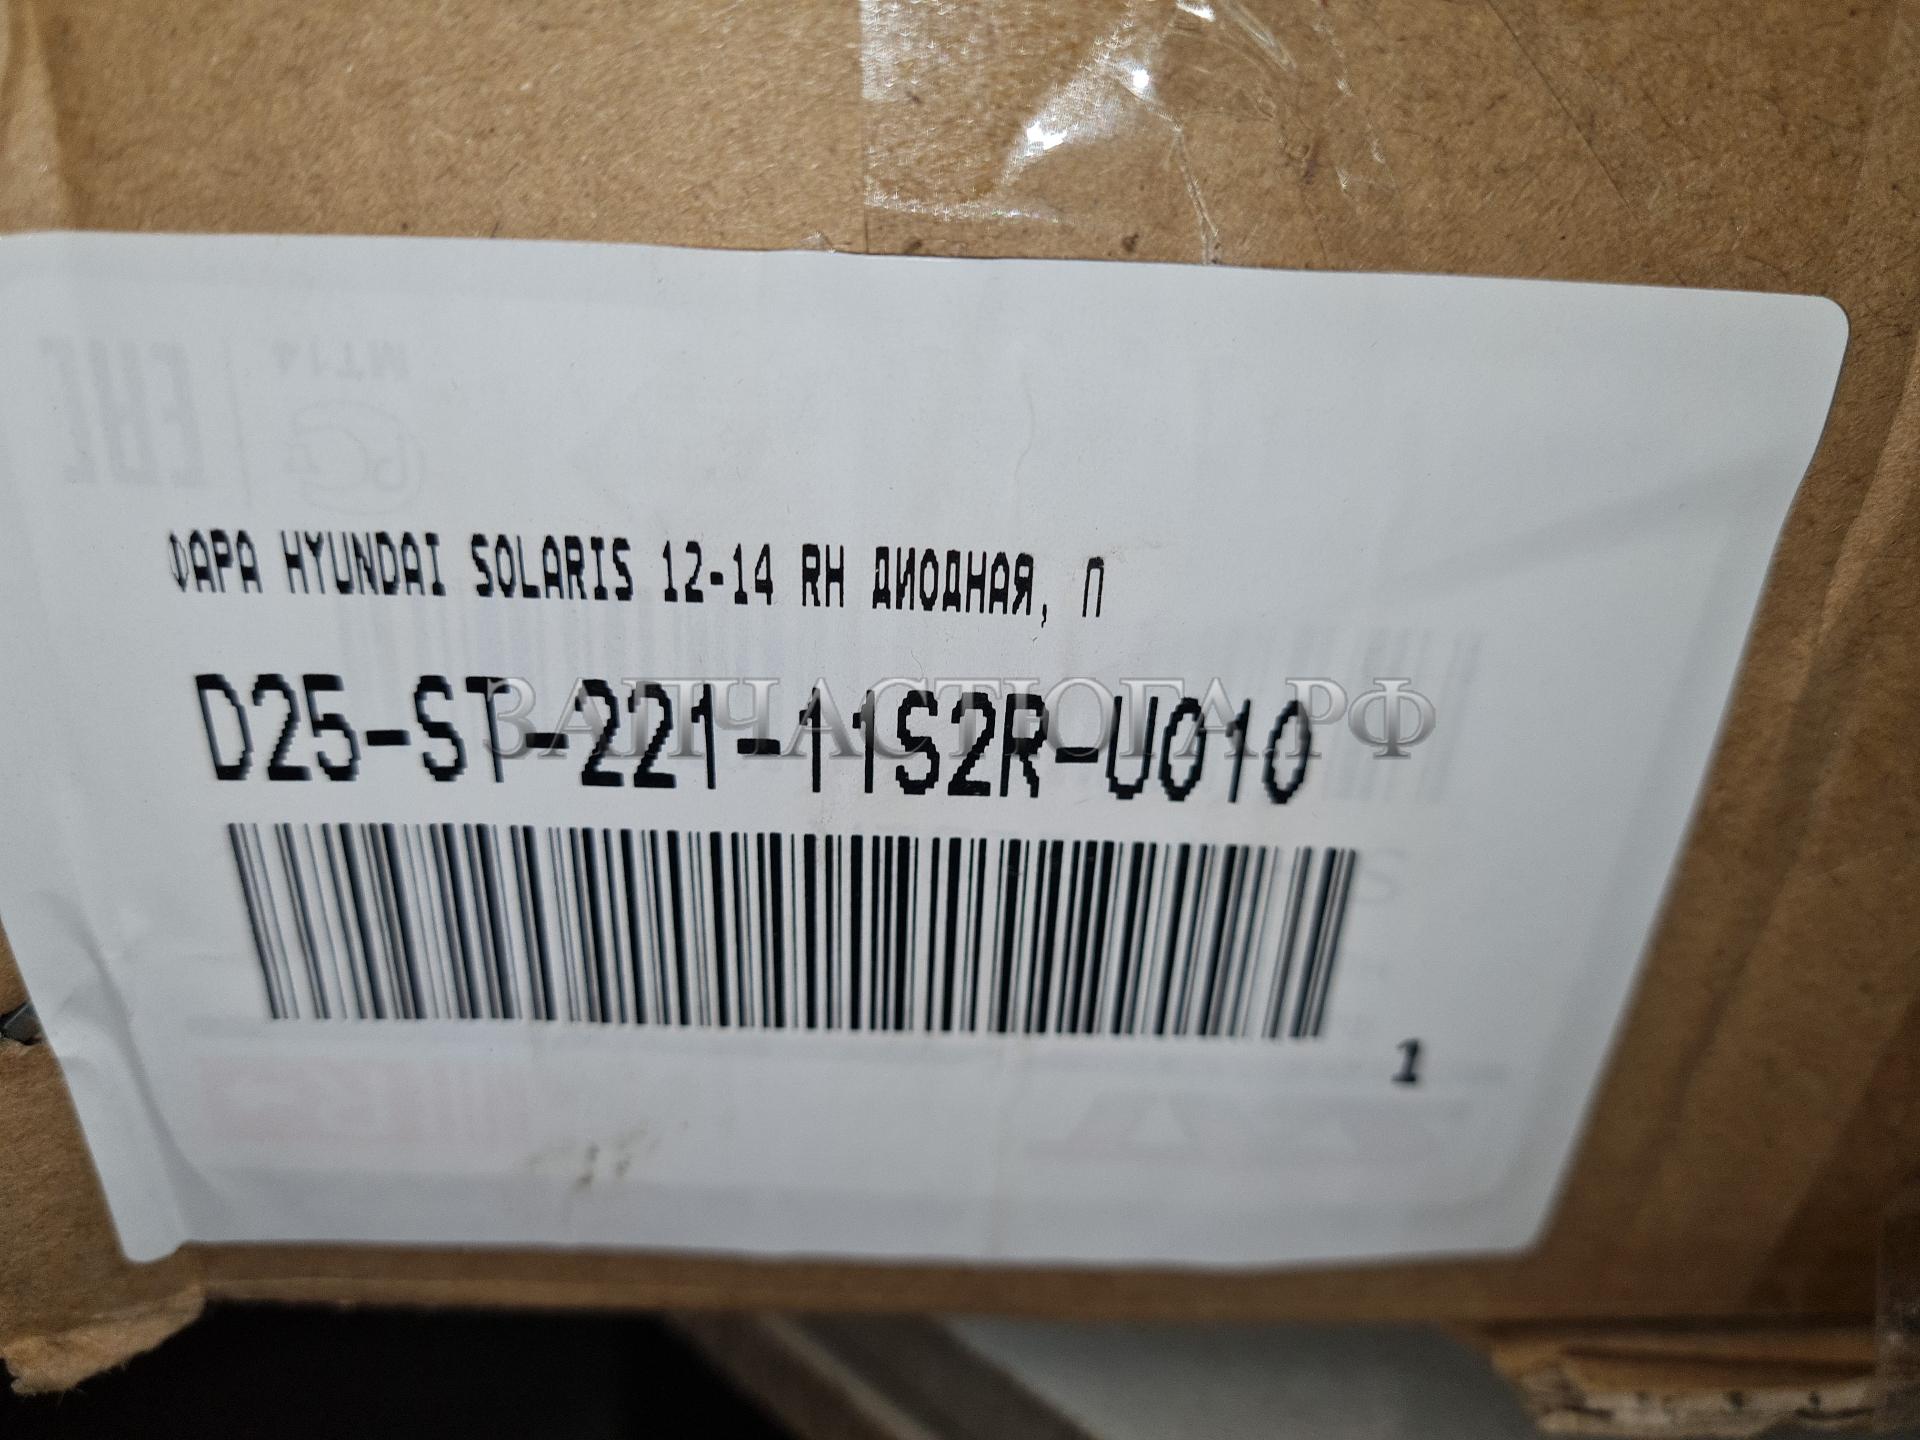 ФАРА HYUNDAI SOLARIS 12-14 RH ДИОДНАЯ, П
D25-ST-221-11S2R-U010
ЗАПЧАСТЮГА.РФ
1